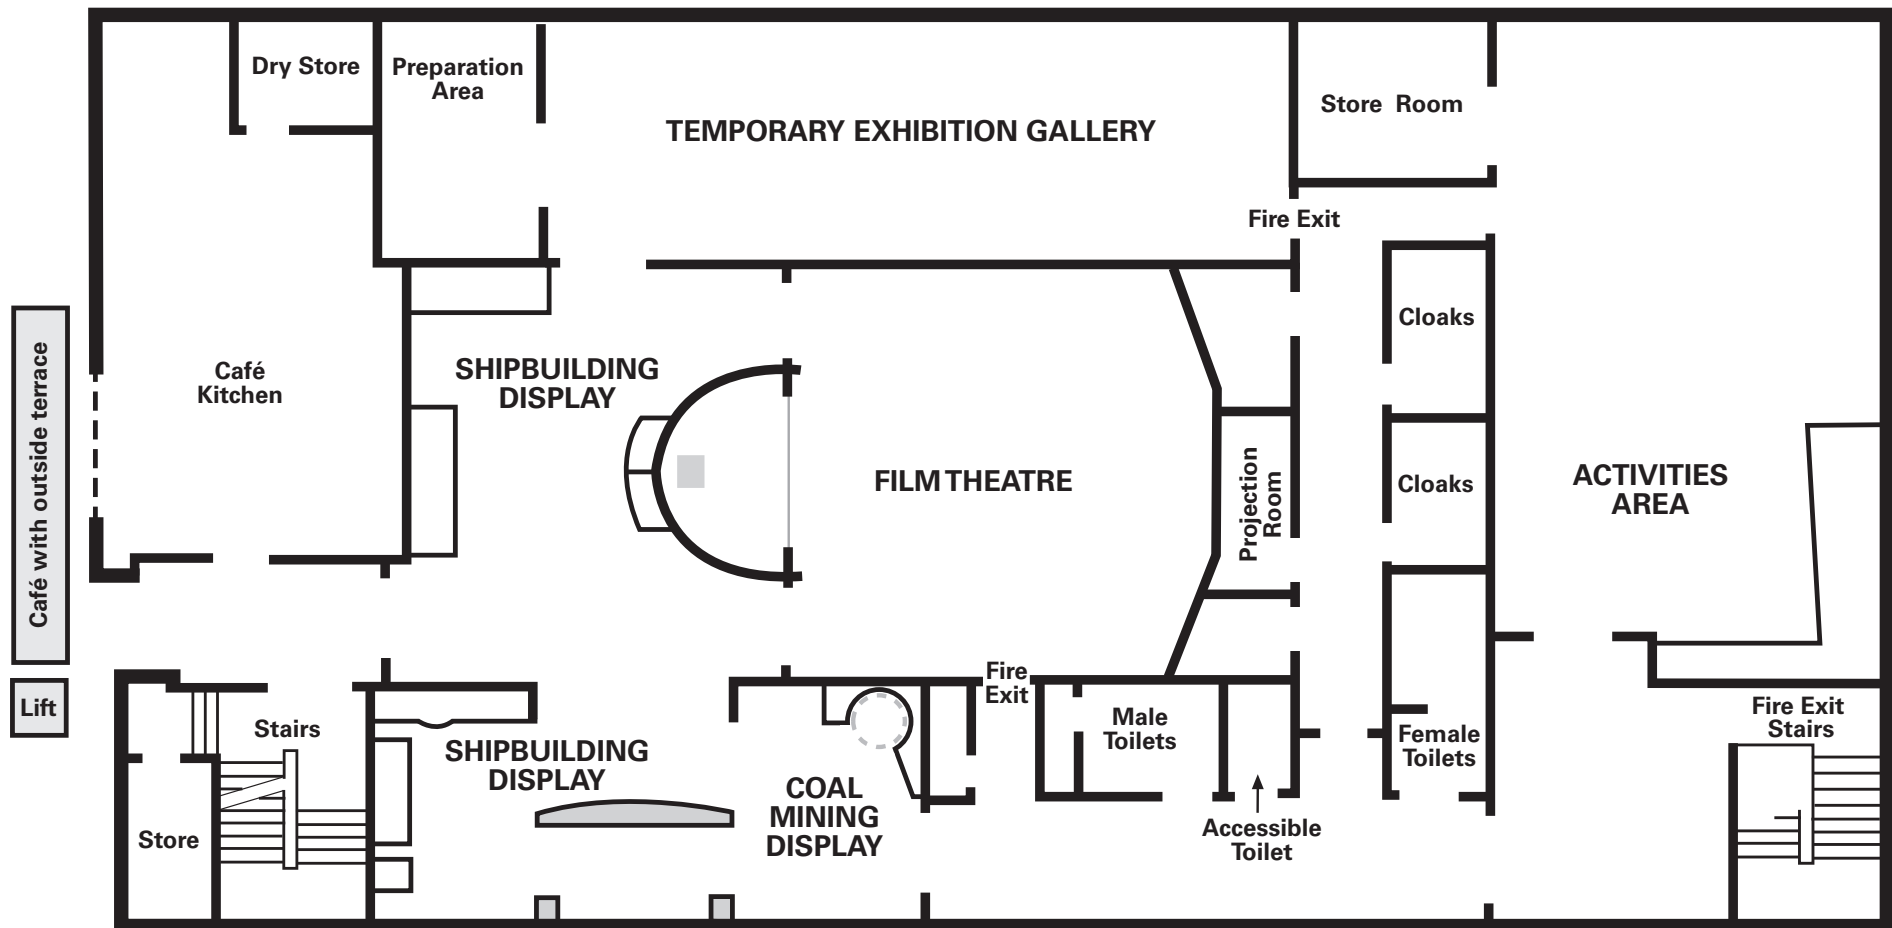 Dry Store
Preparation
Area
TEMPORARY EXHIBITION GALLERY
Store Room
Fire Exit
Cloaks
Café
Kitchen
SHIPBUILDING
DISPLAY
Café with outside terrace
FILM THEATRE
Projection
Room
Cloaks
ACTIVITIES
AREA
Lift
Stairs
Fire
Exit
Male
Toilets
Female
Toilets
Fire Exit
Stairs
SHIPBUILDING
DISPLAY
COAL
MINING
DISPLAY
Store
Accessible
Toilet